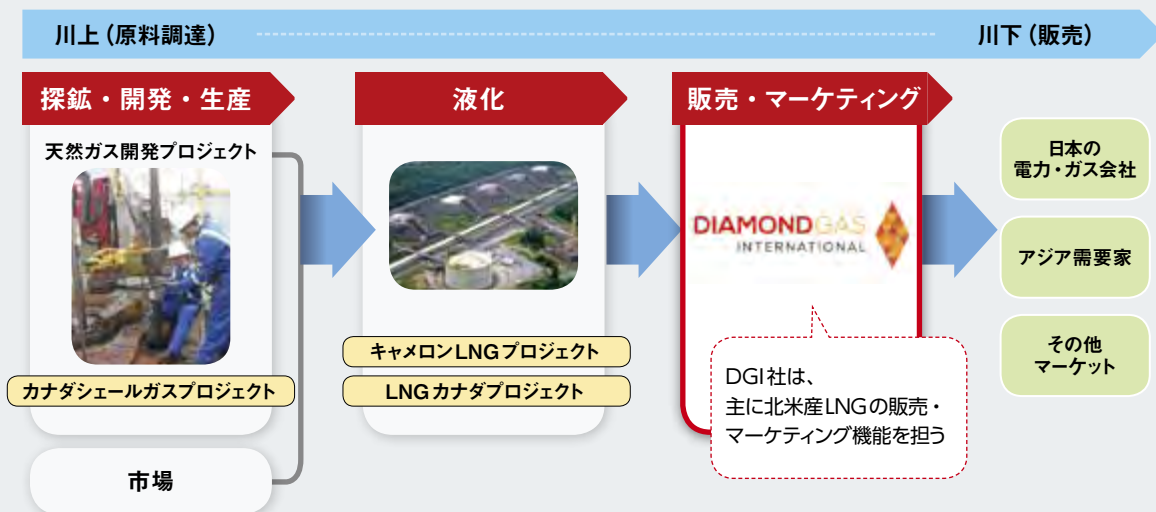 川上（原料調達）
川下（販売）
探鉱・開発・生産
液化
販売・マーケティング
天然ガス開発プロジェクト
カナダシェールガスプロジェクト
市場
キャメロンLNGプロジェクト
LNGカナダプロジェクト
DIAMONDGAS
INTERNATIONAL
DGI社は、
主に北米産LNGの販売・
マーケティング機能を担う
日本の
電力・ガス会社
アジア需要家
その他
マーケット